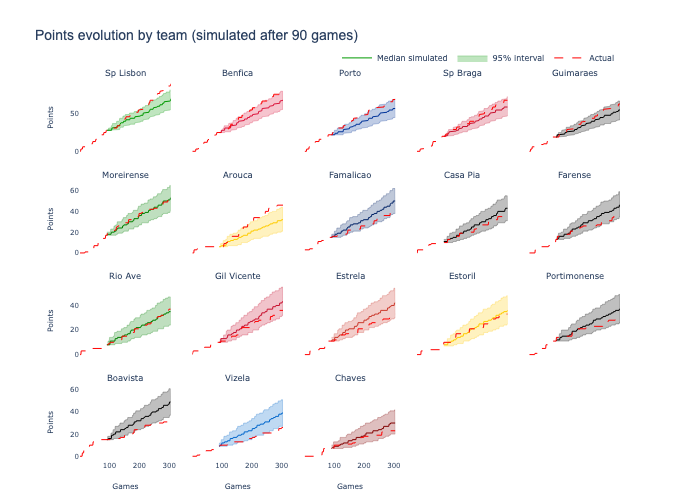 Points evolution by team (simulated after 90 games)
Median simulated 95% interval Actual
Sp Lisbon Benfica Porto Sp Braga Guimaraes
50
0
Points
Moreirense Arouca Famalicao Casa Pia Farense
60
40
20
0
Points
Rio Ave Gil Vicente Estrela Estoril Portimonense
40
20
0
Points
Boavista Vizela Chaves
60
40
20
0
Points
100 300 100 300 100 300
Games Games Games